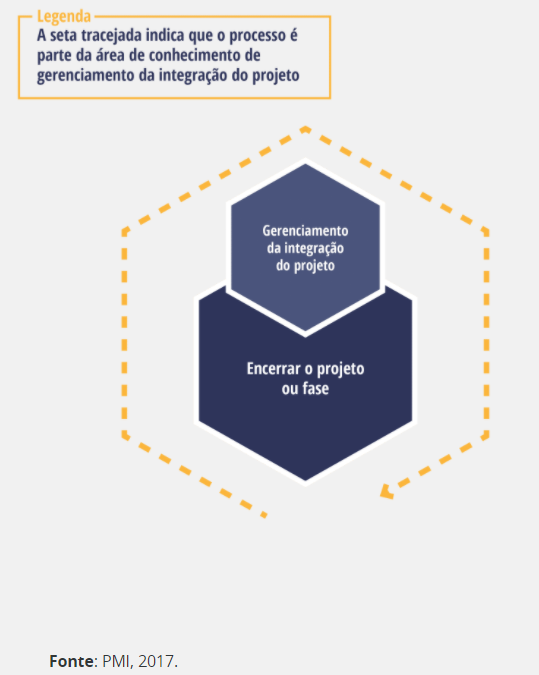 Legenda
A seta tracejada indica que o processo é
parte da área de conhecimento de
gerenciamento da integração do projeto
Gerenciamento
da integração
do projeto
Encerrar o projeto
ou fase
Fonte: PMI, 2017.